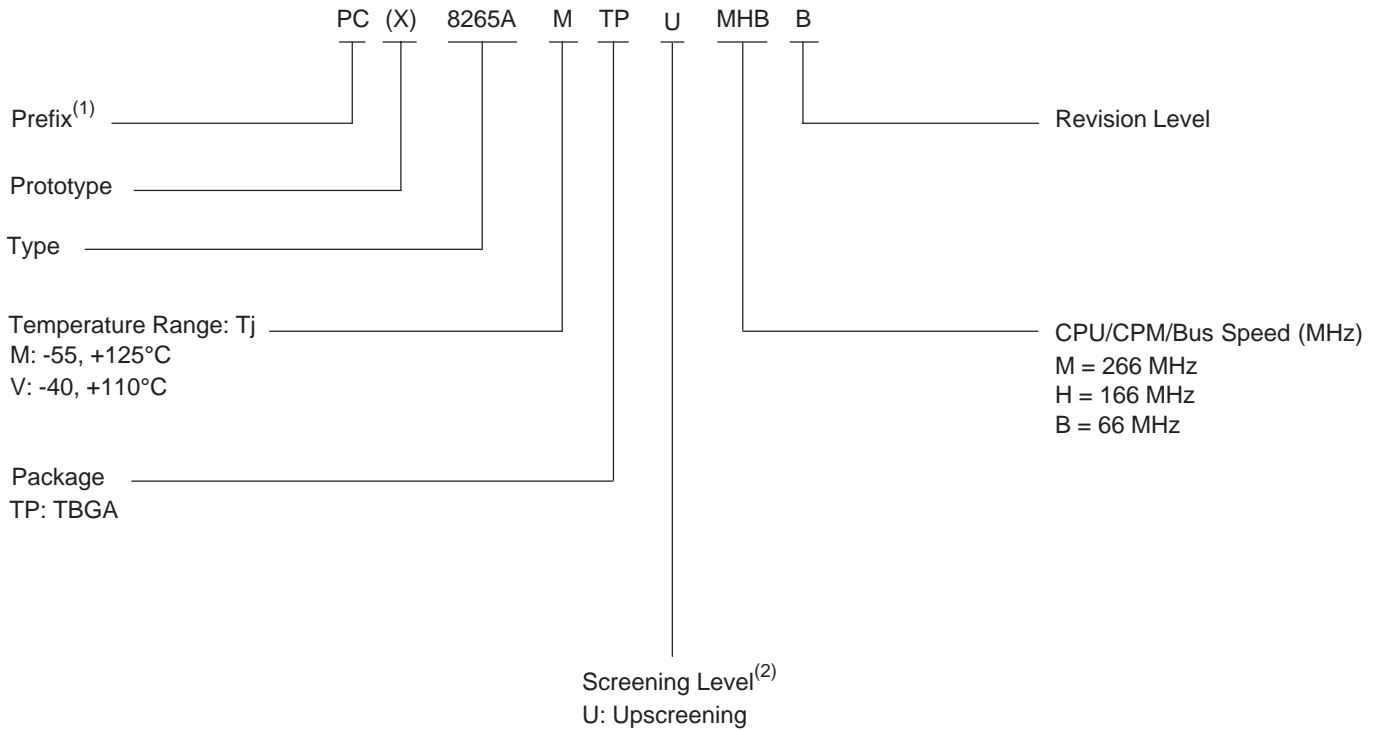 PC (X) 8265A M TP U MHB B
Prefix(1)
Revision Level
Prototype
Type
Temperature Range: Tj
M: -55, +125°C
V: -40, +110°C
CPU/CPM/Bus Speed (MHz)
M = 266 MHz
H = 166 MHz
B = 66 MHz
Package
TP: TBGA
Screening Level(2)
U: Upscreening